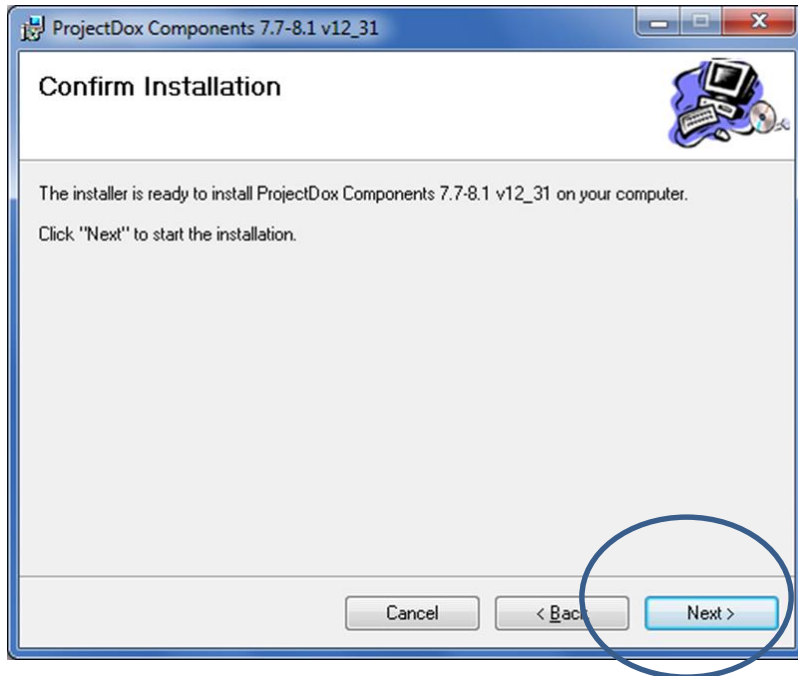 ProjectDox Components 7.7-8.1 v12_31
Confirm Installation
The installer is ready to install ProjectDox Components 7.7-8.1 v12_31 on your computer.
Click "Next" to start the installation.
Cancel
< Back
Next >